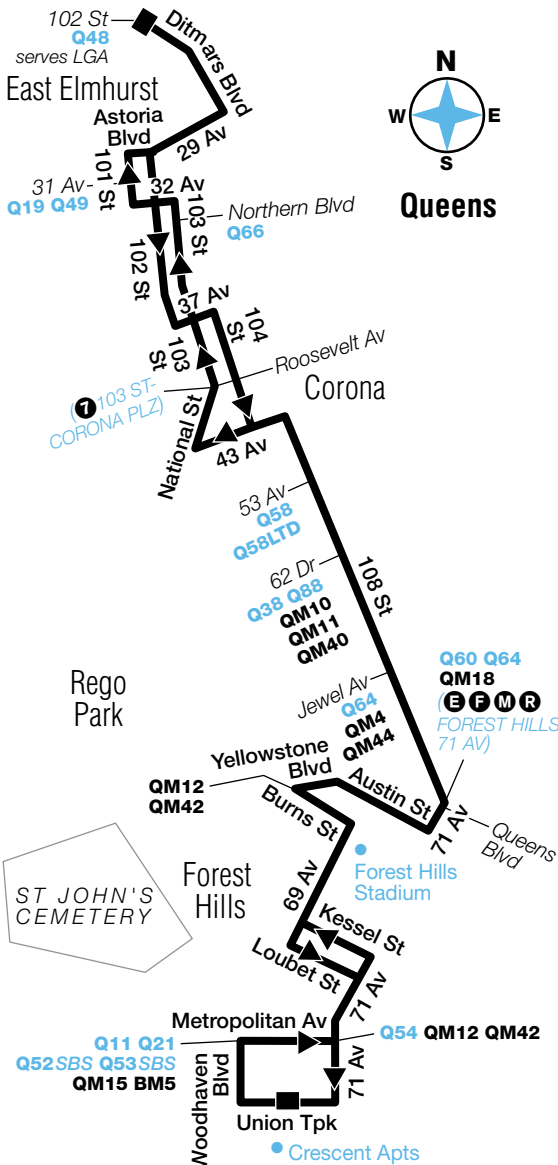 102 St
Q48
serves LGA
Ditmars Blvd
East Elmhurst
N
W E
S
Queens
Astoria
Blvd
29 Av
101 St
31 Av
Q19 Q49
32 Av
103 St
Northern Blvd
Q66
102 St
37 Av
103 St
104 St
Roosevelt Av
(7 103 ST-
CORONA PLZ)
Corona
National St
43 Av
53 Av
Q58
Q58LTD
62 Dr
Q38 Q88
QM10
QM11
QM40
108 St
Rego
Park
Jewel Av
Q64
QM4
QM44
Q60 Q64
QM18
(E F M R
FOREST HILLS
71 AV)
Yellowstone
Blvd
QM12
QM42
Burns St
Austin St
71 Av
Queens
Blvd
Forest Hills
Stadium
ST JOHN'S
CEMETERY
Forest
Hills
69 Av
Kessel St
Loubet St
71 Av
Metropolitan Av
Q11 Q21
Q52SBS Q53SBS
QM15 BM5
Q54 QM12 QM42
Woodhaven
Blvd
71 Av
Union Tpk
Crescent Apts